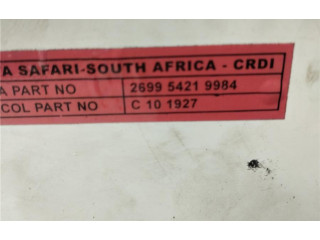 A SAFARI-SOUTH AFRICA - CRDI
A PART NO 2699 5421 9984
COL PART NO C 10 1927